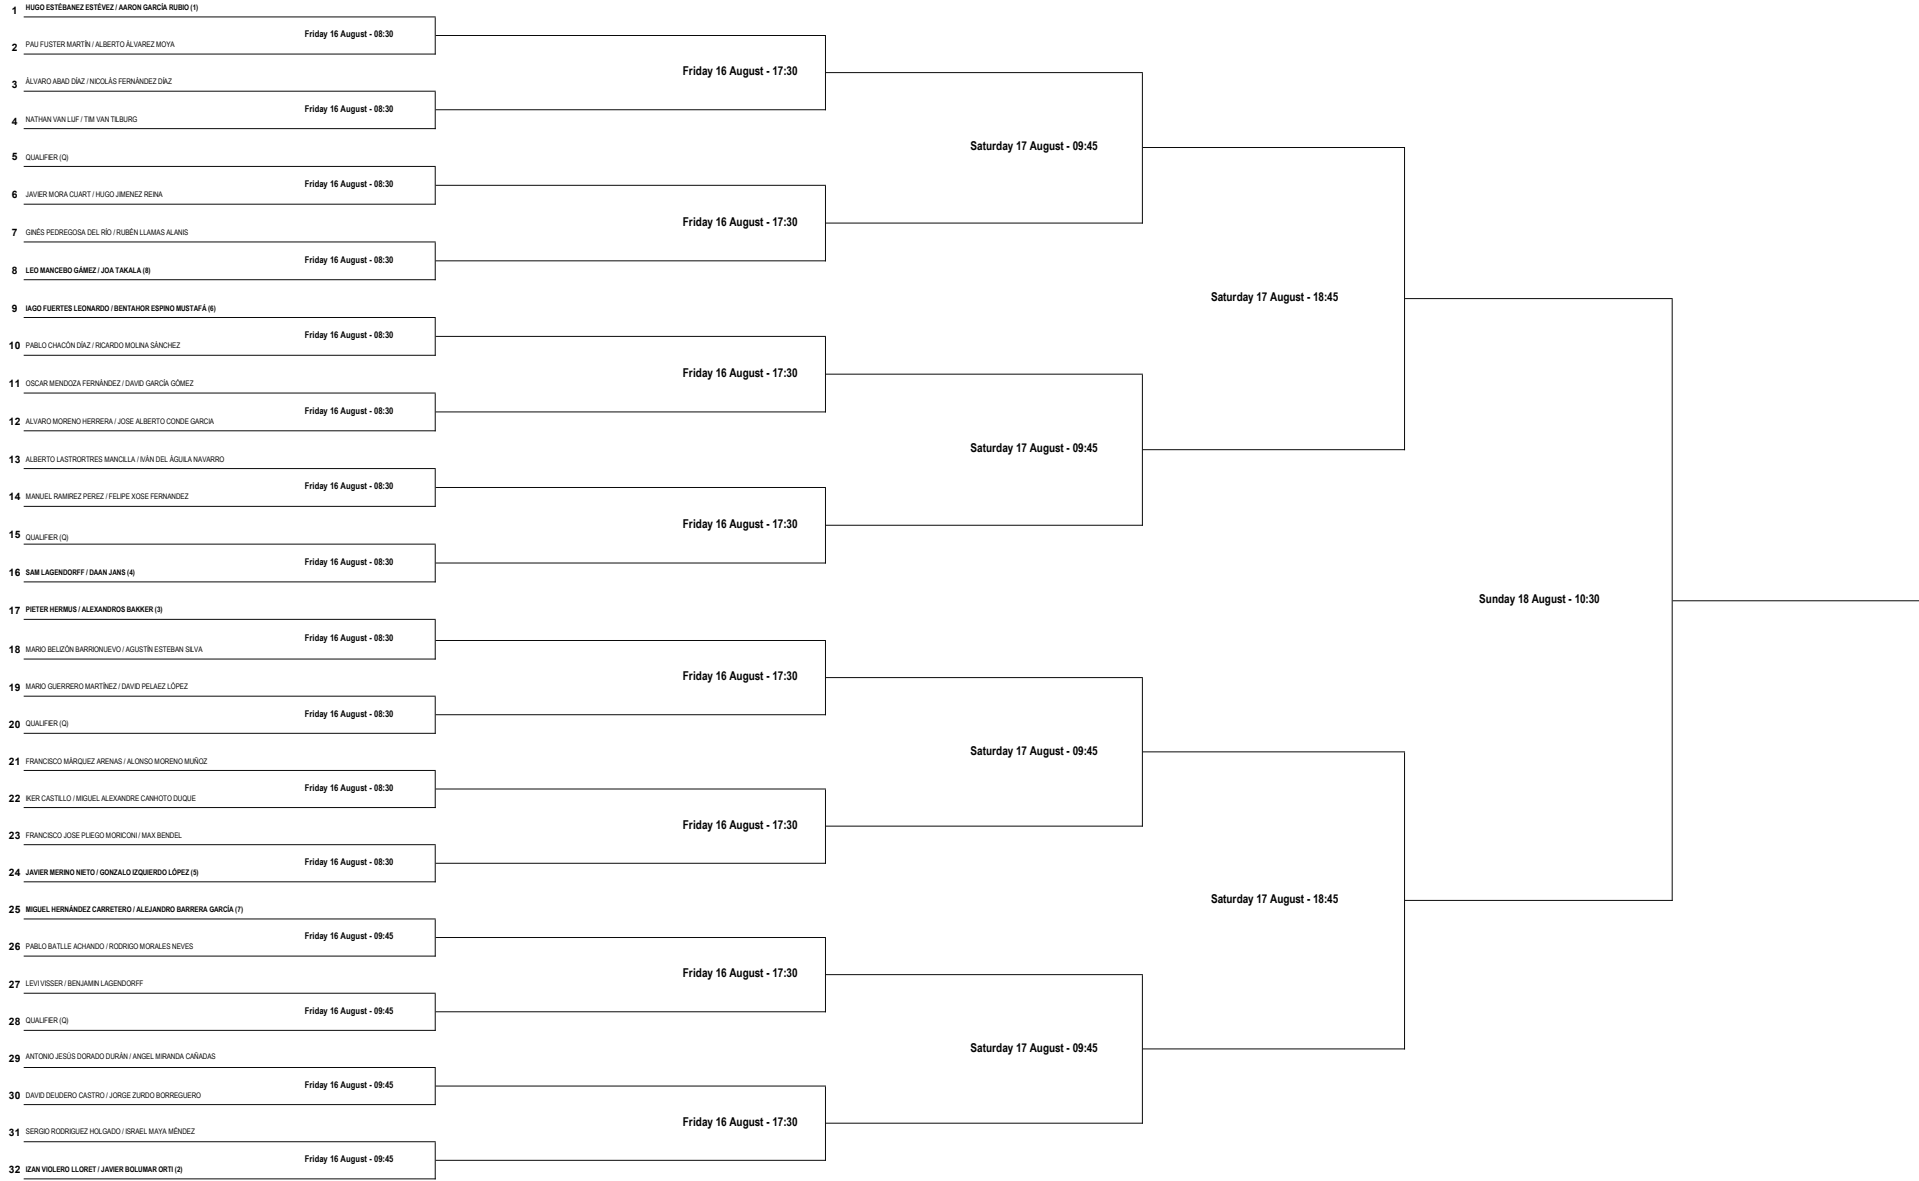 1 HUGO ESTÉBANEZ ESTÉVEZ / AARON GARCÍA RUBIO (1)
Friday 16 August - 08:30
2 PAU FUSTER MARTÍN / ALBERTO ÁLVAREZ MOYA
Friday 16 August - 17:30
3 ÁLVARO ABAD DÍAZ / NICOLÁS FERNÁNDEZ DÍAZ
Friday 16 August - 08:30
4 NATHAN VAN LIJF / TIM VAN TILBURG
Saturday 17 August - 09:45
5 QUALIFIER (Q)
Friday 16 August - 08:30
6 JAVIER MORA CUART / HUGO JIMENEZ REINA
Friday 16 August - 17:30
7 GINÉS PEDREGOSA DEL RÍO / RUBÉN LLAMAS ALANIS
Friday 16 August - 08:30
8 LEO MANCEBO GÁMEZ / JOA TAKALA (8)
Saturday 17 August - 18:45
9 IAGO FUERTES LEONARDO / BENTAHOR ESPINO MUSTAFÁ (6)
Friday 16 August - 08:30
10 PABLO CHACÓN DÍAZ / RICARDO MOLINA SÁNCHEZ
Friday 16 August - 17:30
11 OSCAR MENDOZA FERNÁNDEZ / DAVID GARCÍA GÓMEZ
Friday 16 August - 08:30
12 ALVARO MORENO HERRERA / JOSE ALBERTO CONDE GARCIA
Saturday 17 August - 09:45
13 ALBERTO LASTRORTRES MANCILLA / IVÁN DEL ÁGUILA NAVARRO
Friday 16 August - 08:30
14 MANUEL RAMIREZ PEREZ / FELIPE XOSE FERNANDEZ
Friday 16 August - 17:30
15 QUALIFIER (Q)
Friday 16 August - 08:30
16 SAM LAGENDORFF / DAAN JANS (4)
Sunday 18 August - 10:30
17 PIETER HERMUS / ALEXANDROS BAKKER (3)
Friday 16 August - 08:30
18 MARIO BELIZÓN BARRIONUEVO / AGUSTÍN ESTEBAN SILVA
Friday 16 August - 17:30
19 MARIO GUERRERO MARTÍNEZ / DAVID PELAEZ LÓPEZ
Friday 16 August - 08:30
20 QUALIFIER (Q)
Saturday 17 August - 09:45
21 FRANCISCO MÁRQUEZ ARENAS / ALONSO MORENO MUÑOZ
Friday 16 August - 08:30
22 IKER CASTILLO / MIGUEL ALEXANDRE CANHOTO DUQUE
Friday 16 August - 17:30
23 FRANCISCO JOSE PLIEGO MORICONI / MAX BENDEL
Friday 16 August - 08:30
24 JAVIER MERINO NIETO / GONZALO IZQUIERDO LÓPEZ (5)
Saturday 17 August - 18:45
25 MIGUEL HERNÁNDEZ CARRETERO / ALEJANDRO BARRERA GARCÍA (7)
Friday 16 August - 09:45
26 PABLO BATLLE ACHANDO / RODRIGO MORALES NEVES
Friday 16 August - 17:30
27 LEVI VISSER / BENJAMIN LAGENDORFF
Friday 16 August - 09:45
28 QUALIFIER (Q)
Saturday 17 August - 09:45
29 ANTONIO JESÚS DORADO DURÁN / ANGEL MIRANDA CAÑADAS
Friday 16 August - 09:45
30 DAVID DEUDERO CASTRO / JORGE ZURDO BORREGUERO
Friday 16 August - 17:30
31 SERGIO RODRIGUEZ HOLGADO / ISRAEL MAYA MÉNDEZ
Friday 16 August - 09:45
32 IZAN VIOLERO LLORET / JAVIER BOLUMAR ORTI (2)